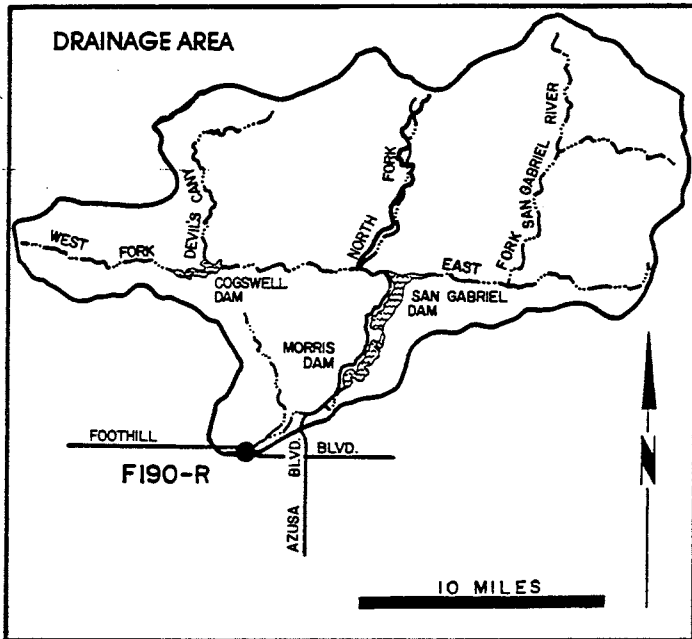 DRAINAGE AREA
RIVER
SAN GABRIEL
FORK
FORK
NORTH
DEVIL'S CANY
WEST FORK
EAST
COGSWELL
DAM
SAN GABRIEL
DAM
MORRIS
DAM
FOOTHILL
BLVD.
F190-R
AZUSA BLVD.
N
10 MILES